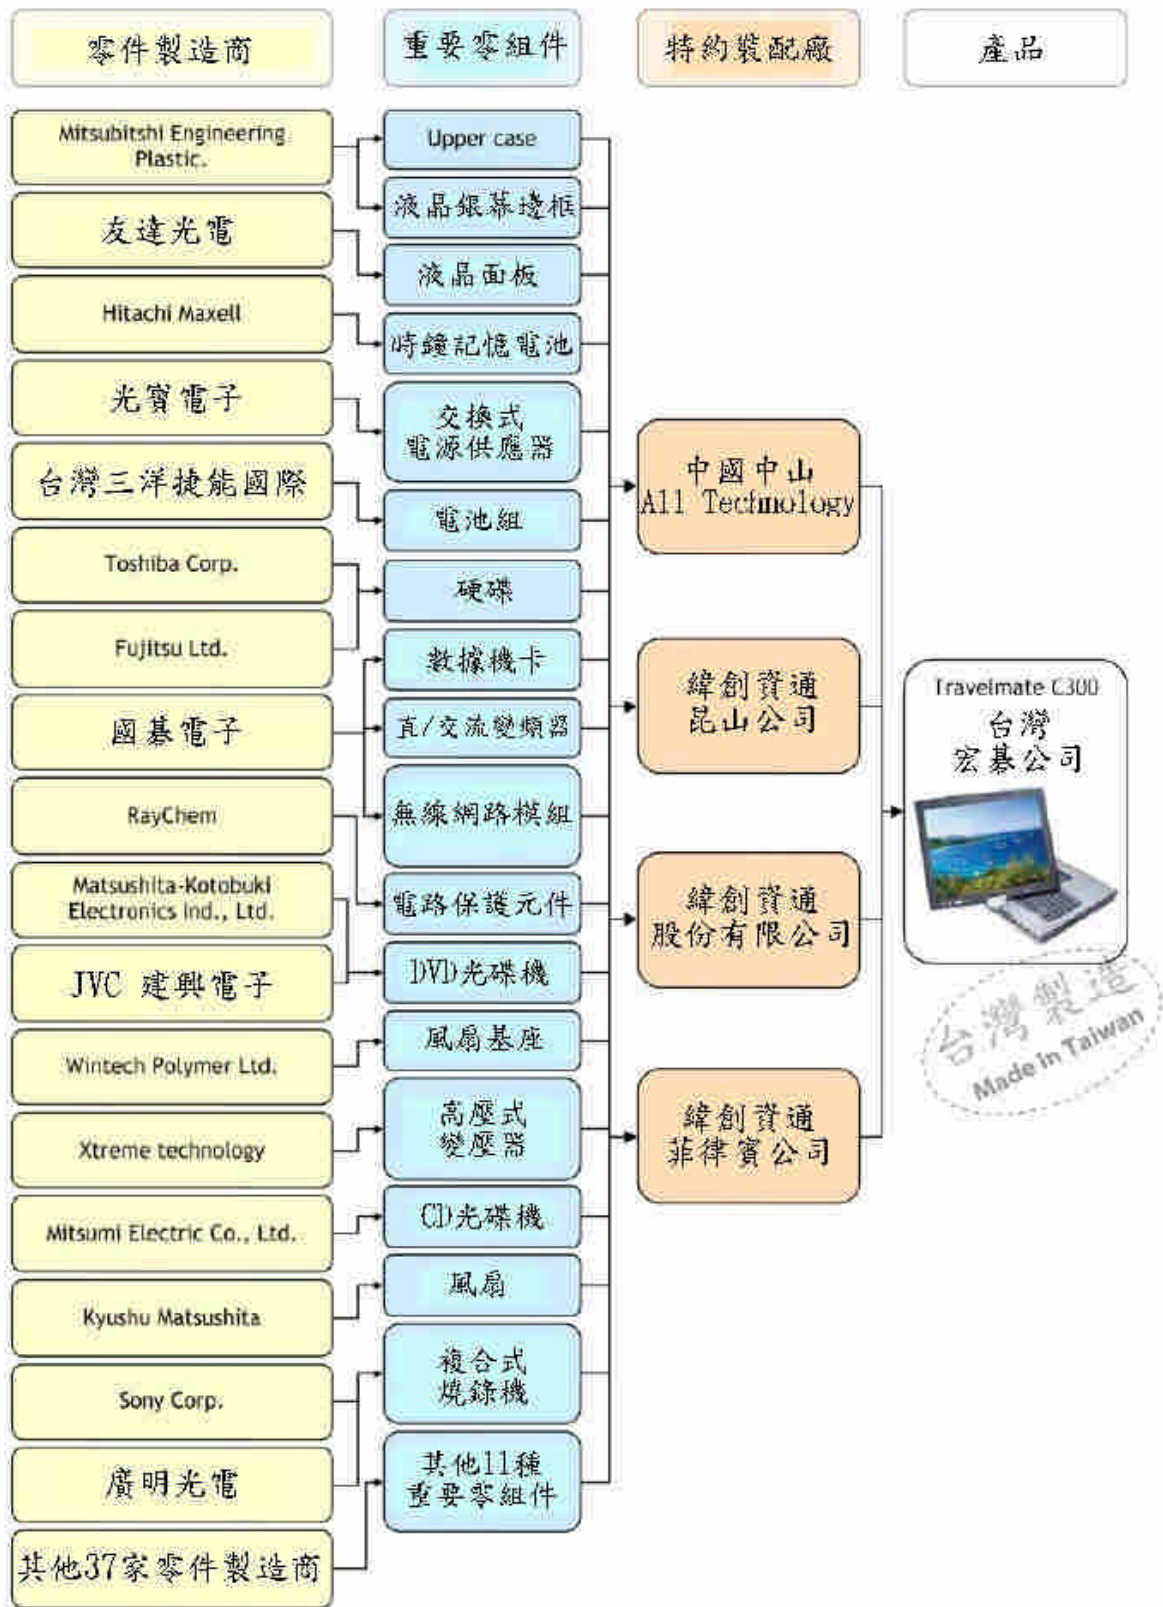 零件製造商
重要零組件
特約裝配廠
產品
Mitsubitshi Engineering
Plastic.
友達光電
Hitachi Maxell
光寶電子
台灣三洋捷能國際
Toshiba Corp.
Fujitsu Ltd.
國碁電子
RayChem
Matsushita-Kotobuki
Electronics Ind., Ltd.
JVC 建興電子
Wintech Polymer Ltd.
Xtreme technology
Mitsumi Electric Co., Ltd.
Kyushu Matsushita
Sony Corp.
廣明光電
其他37家零件製造商
Upper case
液晶銀幕邊框
液晶面板
時鐘記憶電池
交換式
電源供應器
電池組
硬碟
數據機卡
直/交流變頻器
無線網路模組
電路保護元件
DVD光碟機
風扇基座
高壓式
變壓器
CD光碟機
風扇
複合式
燒錄機
其他11種
重要零組件
中國中山
All Technology
緯創資通
昆山公司
緯創資通
股份有限公司
緯創資通
菲律賓公司
Travelmate C300
台灣
宏碁公司
台灣製造
Made in Taiwan